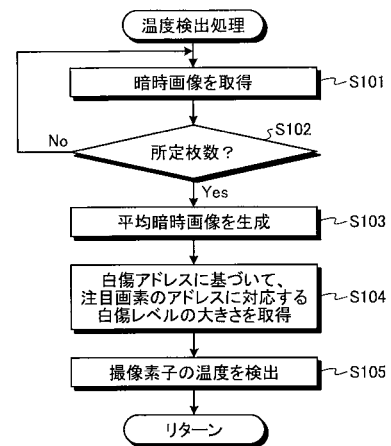 温度検出処理
暗時画像を取得
S101
S102
所定枚数？
No
Yes
平均暗時画像を生成
S103
白傷アドレスに基づいて、
注目画素のアドレスに対応する
白傷レベルの大きさを取得
S104
撮像素子の温度を検出
S105
リターン